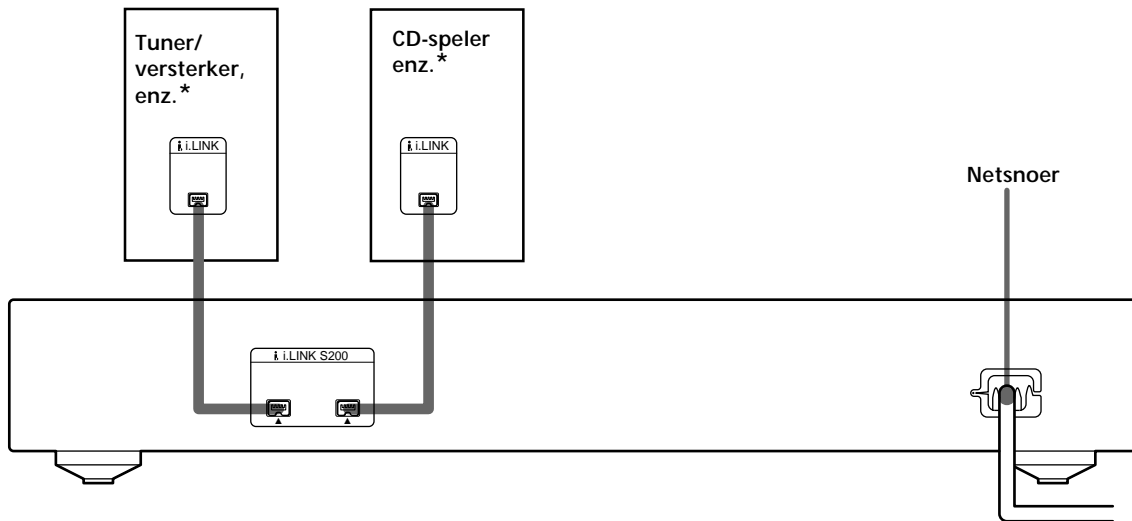 Tuner/
versterker,
enz.*
CD-speler
enz.*
i.LINK
i.LINK
Netsnoer
i.LINK S200